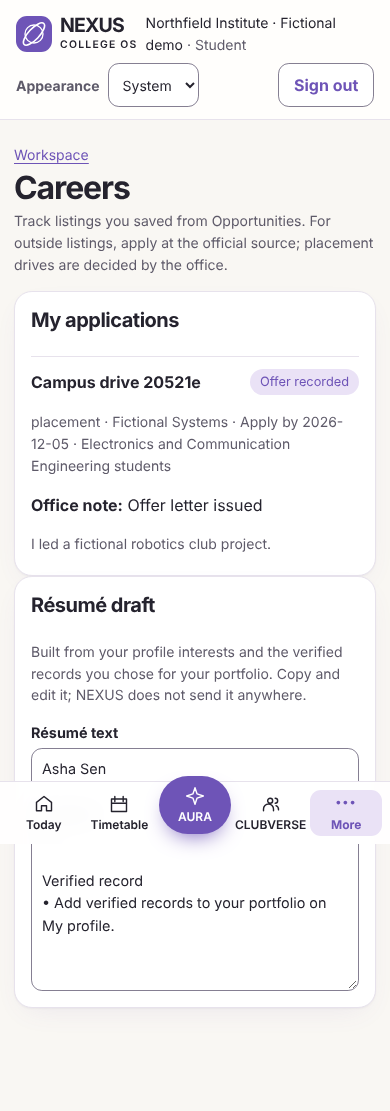 NEXUS
COLLEGE OS
Northfield Institute · Fictional
demo · Student
Appearance
System
Sign out
Workspace
Careers
Track listings you saved from Opportunities. For
outside listings, apply at the official source; placement
drives are decided by the office.
My applications
Campus drive 20521e
Offer recorded
placement · Fictional Systems · Apply by 2026-
12-05 · Electronics and Communication
Engineering students
Office note: Offer letter issued
I led a fictional robotics club project.
Résumé draft
Built from your profile interests and the verified
records you chose for your portfolio. Copy and
edit it; NEXUS does not send it anywhere.
Résumé text
Asha Sen
Today
Timetable
AURA
CLUBVERSE
More
Verified record
• Add verified records to your portfolio on
My profile.